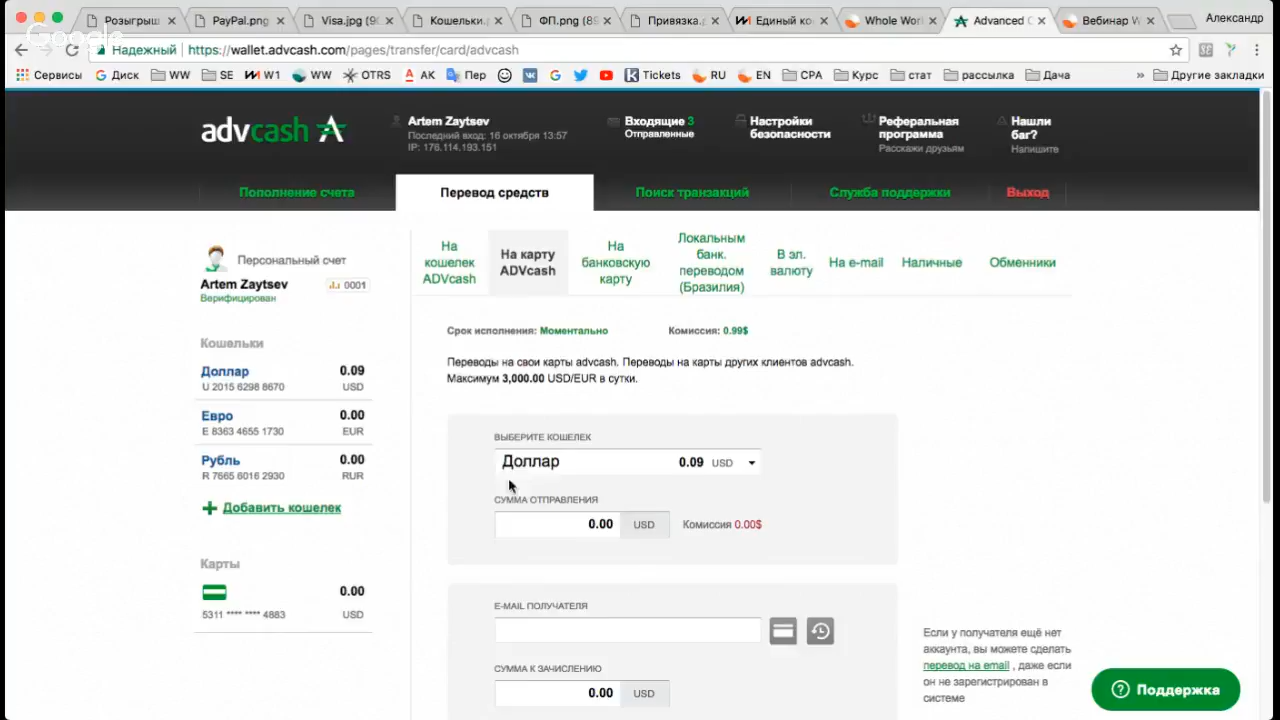 Розыгрыш
PayPal.png
Visa.jpg
Кошельки.р
ФП.png
Привязка.
Единый ко
Whole Worl
Advanced C
Вебинар W
Александр
Google
Надежный
https://wallet.advcash.com/pages/transfer/card/advcash
Сервисы
Диск
WW
SE
W1
WW
OTRS
АК
Пер
Tickets
RU
EN
CPA
Курс
стат
рассылка
Дача
»
Другие закладки
advcash
Artem Zaytsev
Последний вход: 16 октября 13:57
IP: 176.114.193.151
Входящие 3
Отправленные
Настройки
безопасности
Реферальная
программа
Расскажи друзьям
Нашли
баг?
Напишите
Пополнение счета
Перевод средств
Поиск транзакций
Служба поддержки
Выход
Персональный счет
Artem Zaytsev
0001
Верифицирован
Кошельки
Доллар 0.09
U 2015 6298 8670 USD
Евро 0.00
E 8363 4655 1730 EUR
Рубль 0.00
R 7665 6016 2930 RUR
Добавить кошелек
Карты
0.00
5311 **** **** 4883 USD
На
кошелек
ADVcash
На карту
ADVcash
На
банковскую
карту
Локальным
банк.
переводом
(Бразилия)
В эл.
валюту
На e-mail
Наличные
Обменники
Срок исполнения: Моментально
Комиссия: 0.99$
Переводы на свои карты advcash. Переводы на карты других клиентов advcash.
Максимум 3,000.00 USD/EUR в сутки.
ВЫБЕРИТЕ КОШЕЛЕК
Доллар 0.09 USD
СУММА ОТПРАВЛЕНИЯ
0.00 USD Комиссия 0.00$
E-MAIL ПОЛУЧАТЕЛЯ
СУММА К ЗАЧИСЛЕНИЮ
0.00 USD
Если у получателя ещё нет
аккаунта, вы можете сделать
перевод на email , даже если
он не зарегистрирован в
системе
Поддержка